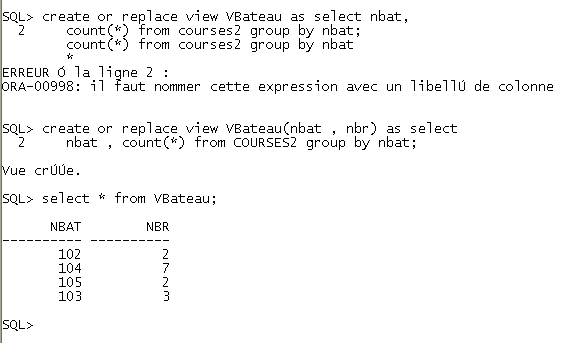 SQL> create or replace view VBateau as select nbat,
  2     count(*) from courses2 group by nbat;
        count(*) from courses2 group by nbat
        *
ERREUR Ó la ligne 2 :
ORA-00998: il faut nommer cette expression avec un libellÚ de colonne
SQL> create or replace view VBateau(nbat , nbr) as select
  2     nbat , count(*) from COURSES2 group by nbat;
Vue crÚÚe.
SQL> select * from VBateau;
      NBAT        NBR
---------- ----------
       102          2
       104          7
       105          2
       103          3
SQL>